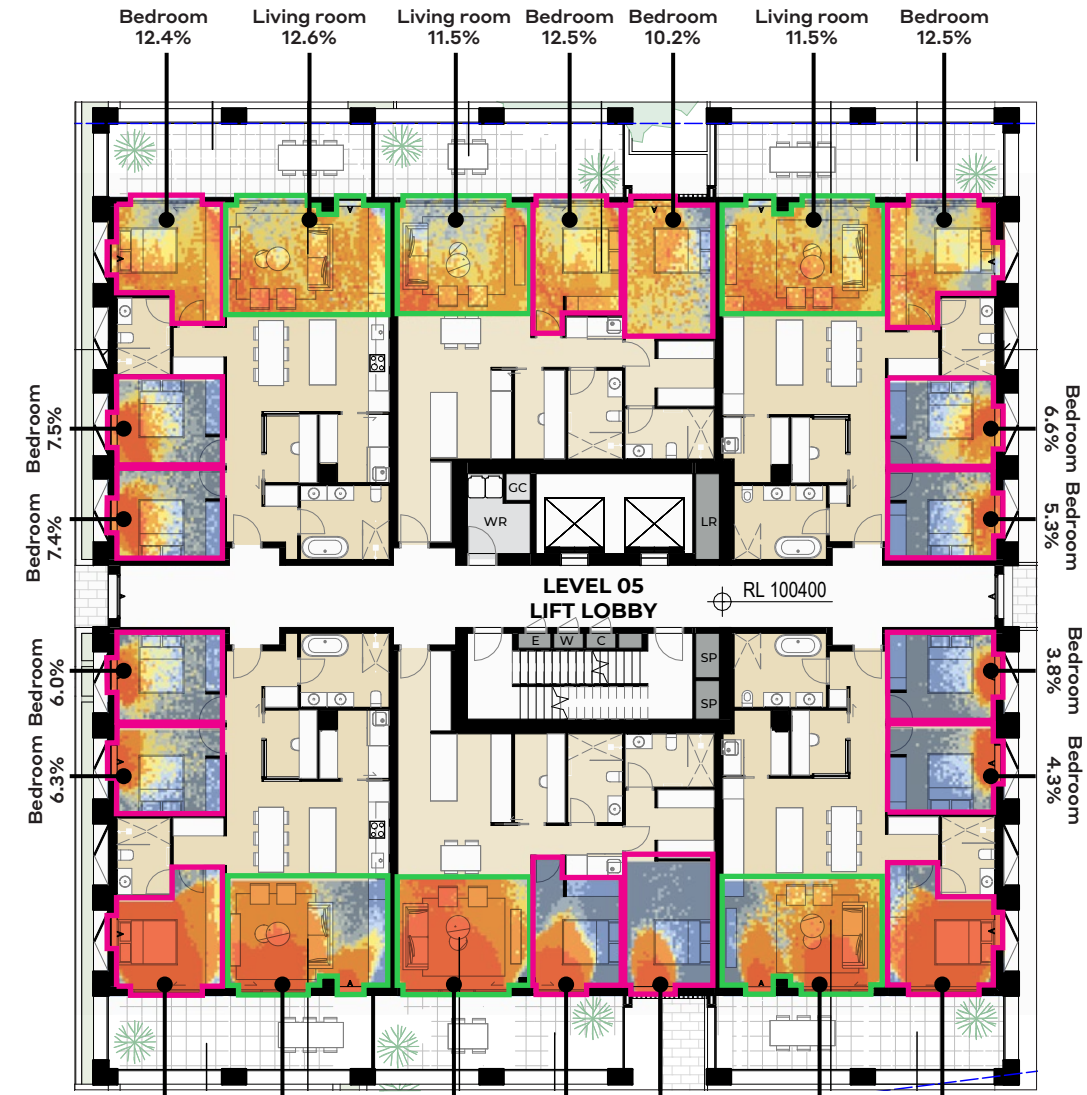 Bedroom
12.4%
Living room
12.6%
Living room
11.5%
Bedroom
12.5%
Bedroom
10.2%
Living room
11.5%
Bedroom
12.5%
Bedroom
7.5%
Bedroom
7.4%
Bedroom
6.0%
Bedroom
6.3%
Bedroom
6.6%
Bedroom
5.3%
Bedroom
3.8%
Bedroom
4.3%
GC
WR
LR
LEVEL 05
LIFT LOBBY
RL 100400
E W C
SP
SP